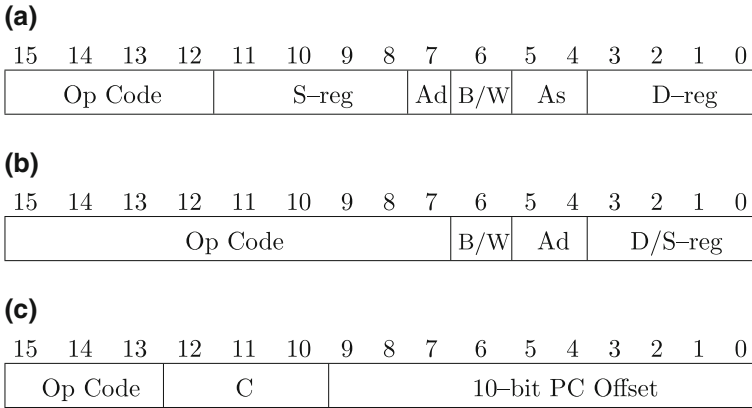 (a)
15 14 13 12 11 10 9 8 7 6 5 4 3 2 1 0
Op Code S–reg Ad B/W As D–reg
(b)
15 14 13 12 11 10 9 8 7 6 5 4 3 2 1 0
Op Code B/W Ad D/S–reg
(c)
15 14 13 12 11 10 9 8 7 6 5 4 3 2 1 0
Op Code C 10–bit PC Offset